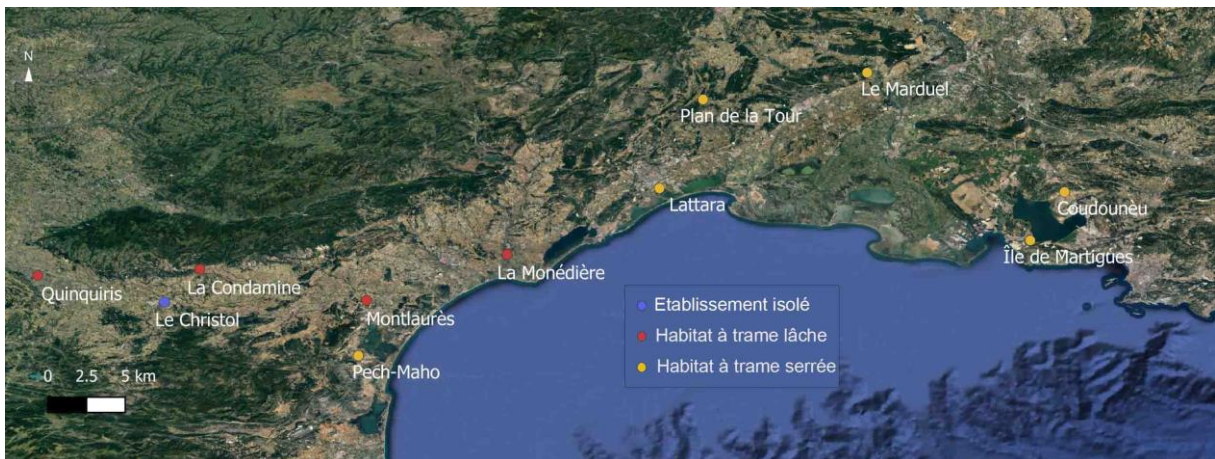 N
Le Marduel
Plan de la Tour
Lattara
Coudounèu
Île de Martigues
La Monédière
Quinquiris
La Condamine
Le Christol
Montlaurès
Pech-Maho
Etablissement isolé
Habitat à trame lâche
Habitat à trame serrée
0 2.5 5 km